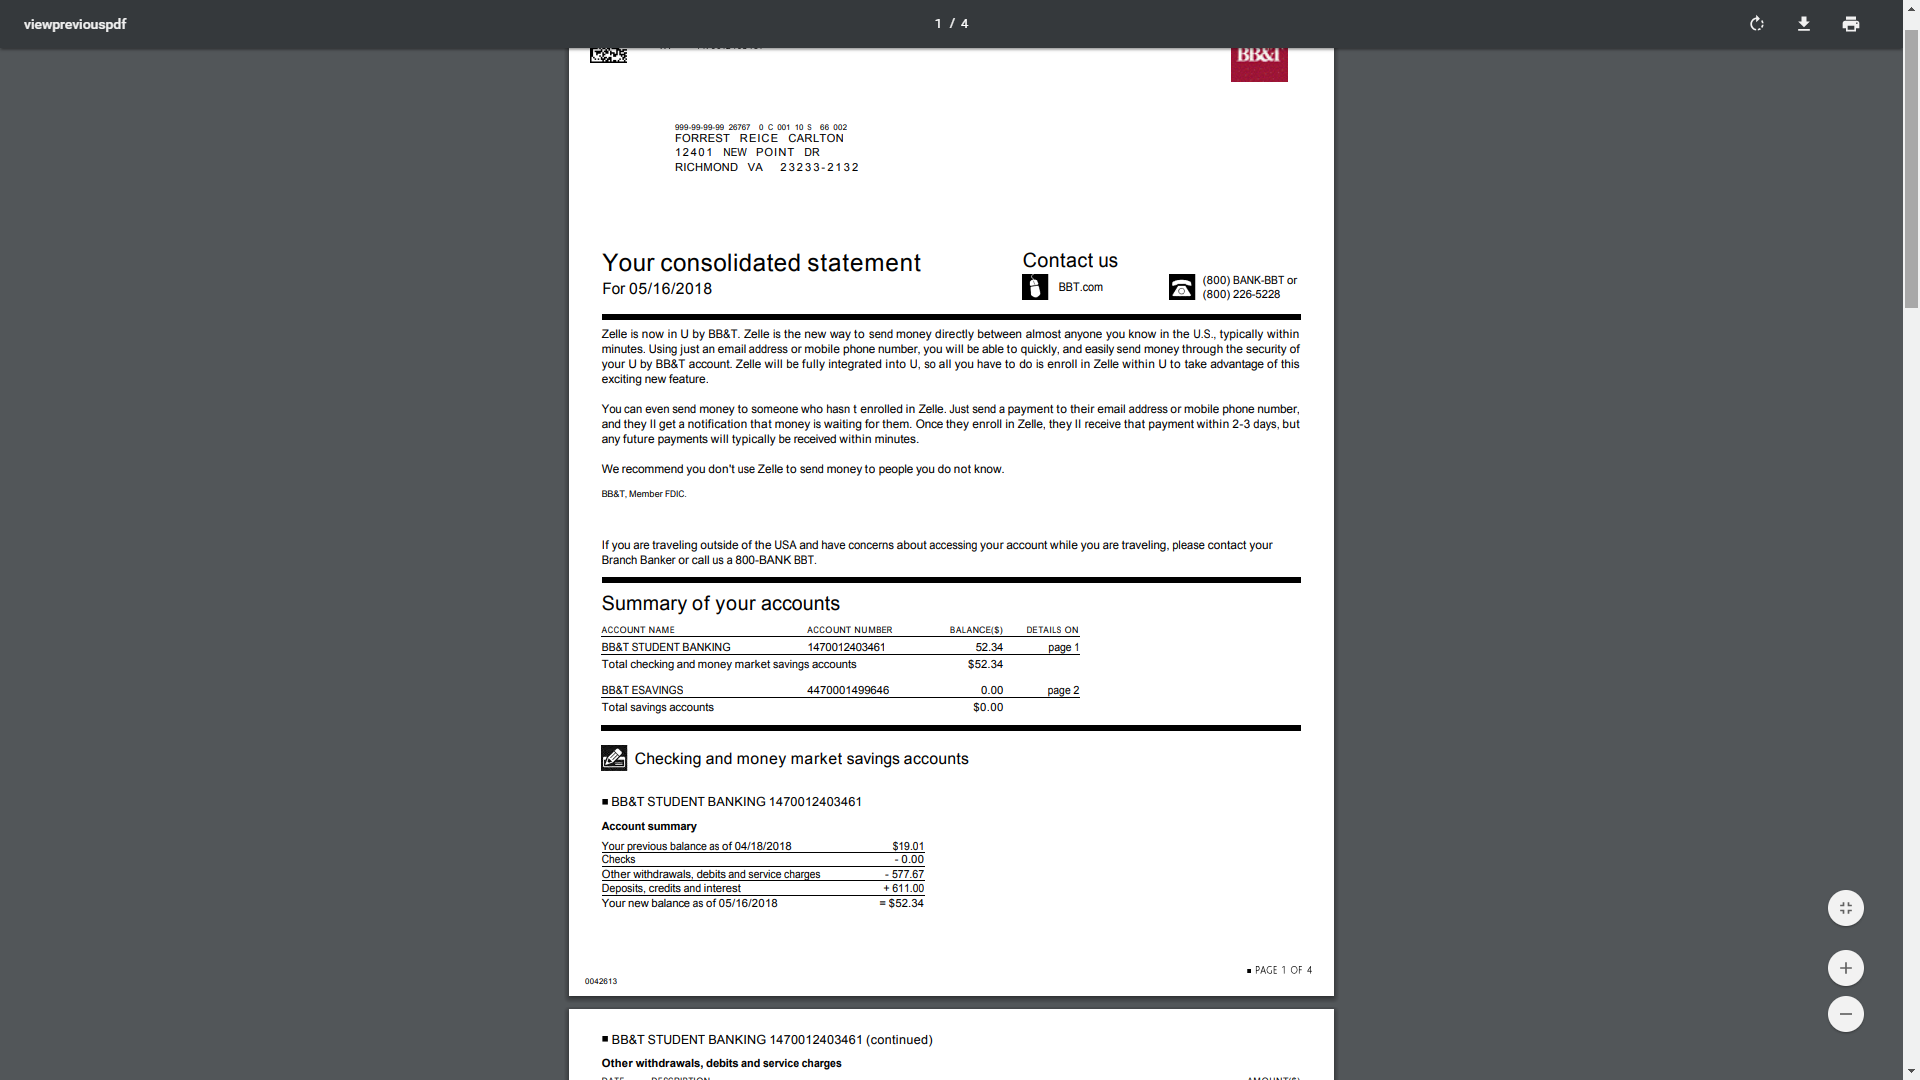 viewpreviouspdf
1 / 4
BB&T
999-99-99-99 26767 0 C 001 10 S 66 002
FORREST REICE CARLTON
12401 NEW POINT DR
RICHMOND VA 23233-2132
Your consolidated statement
For 05/16/2018
Contact us
BBT.com
(800) BANK-BBT or
(800) 226-5228
Zelle is now in U by BB&T. Zelle is the new way to send money directly between almost anyone you know in the U.S., typically within
minutes. Using just an email address or mobile phone number, you will be able to quickly, and easily send money through the security of
your U by BB&T account. Zelle will be fully integrated into U, so all you have to do is enroll in Zelle within U to take advantage of this
exciting new feature.
You can even send money to someone who hasn t enrolled in Zelle. Just send a payment to their email address or mobile phone number,
and they ll get a notification that money is waiting for them. Once they enroll in Zelle, they ll receive that payment within 2-3 days, but
any future payments will typically be received within minutes.
We recommend you don't use Zelle to send money to people you do not know.
BB&T, Member FDIC.
If you are traveling outside of the USA and have concerns about accessing your account while you are traveling, please contact your
Branch Banker or call us a 800-BANK BBT.
Summary of your accounts
ACCOUNT NAME ACCOUNT NUMBER BALANCE($) DETAILS ON
BB&T STUDENT BANKING 1470012403461 52.34 page 1
Total checking and money market savings accounts $52.34
BB&T ESAVINGS 4470001499646 0.00 page 2
Total savings accounts $0.00
Checking and money market savings accounts
■ BB&T STUDENT BANKING 1470012403461
Account summary
Your previous balance as of 04/18/2018 $19.01
Checks - 0.00
Other withdrawals, debits and service charges - 577.67
Deposits, credits and interest + 611.00
Your new balance as of 05/16/2018 = $52.34
■ PAGE 1 OF 4
0042613
■ BB&T STUDENT BANKING 1470012403461 (continued)
Other withdrawals, debits and service charges
DATE DESCRIPTION AMOUNT($)